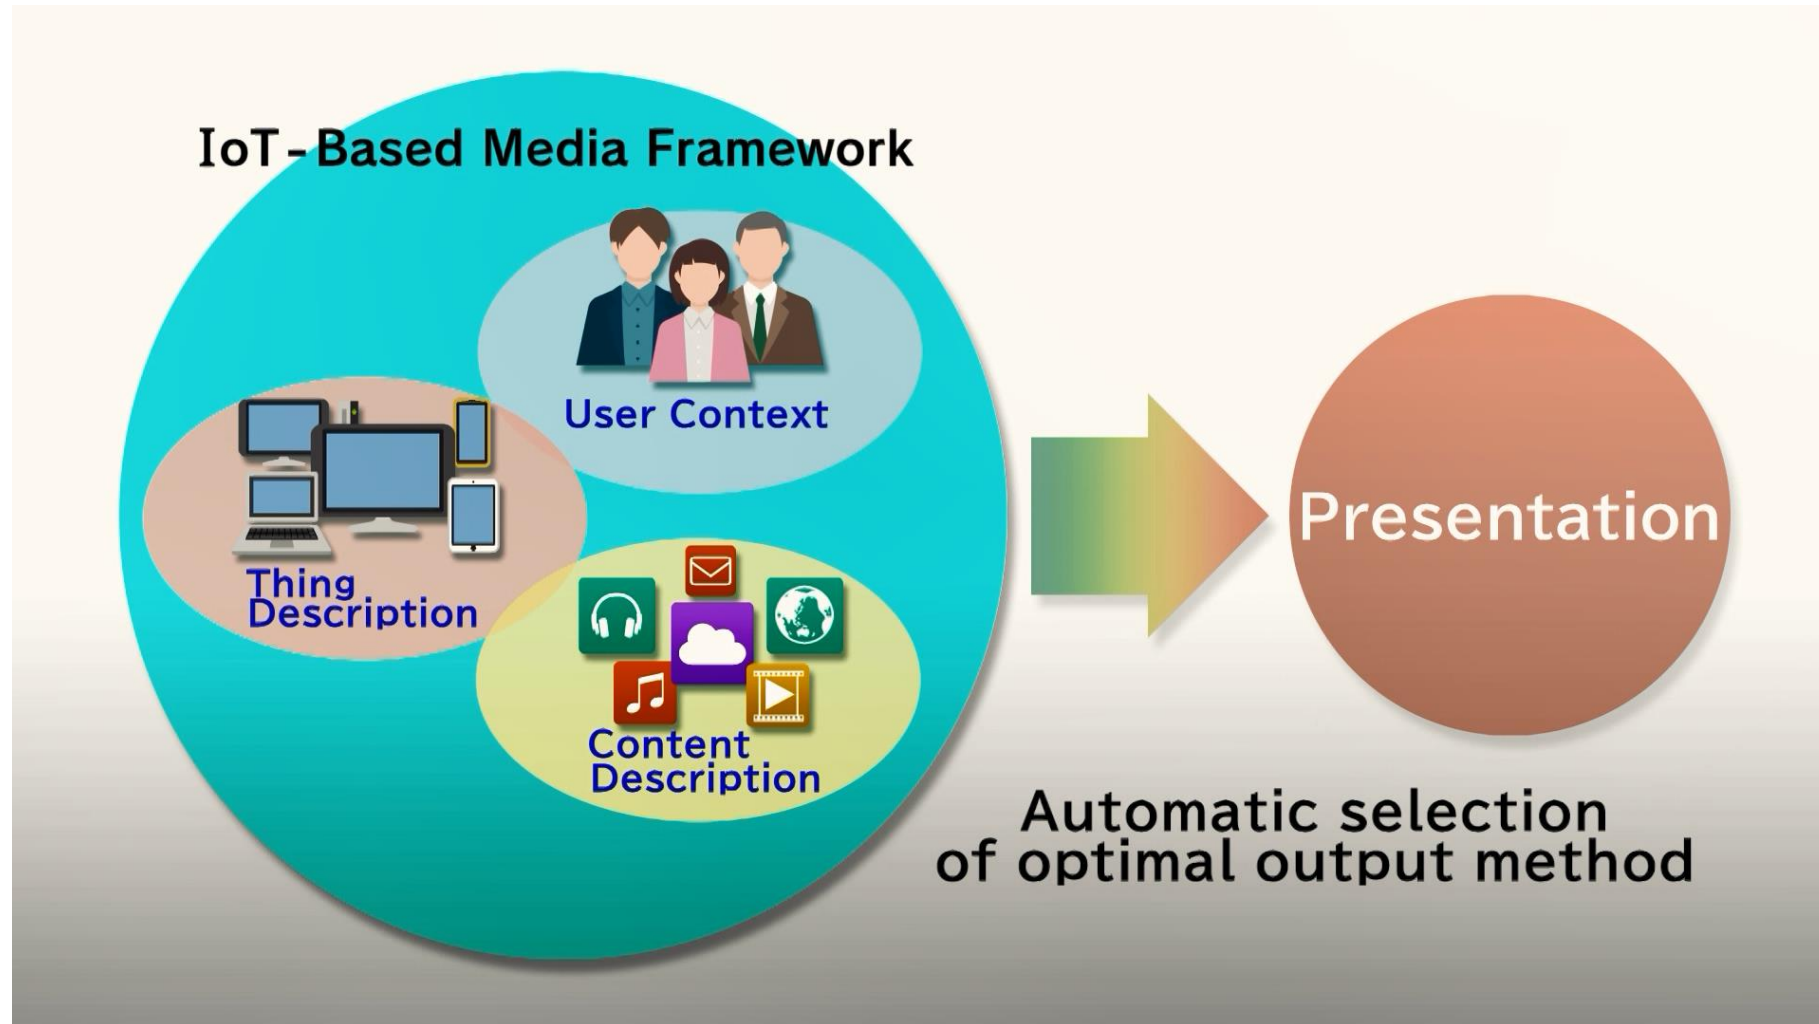 IoT-Based Media Framework
User Context
Thing
Description
Content
Description
Presentation
Automatic selection
of optimal output method